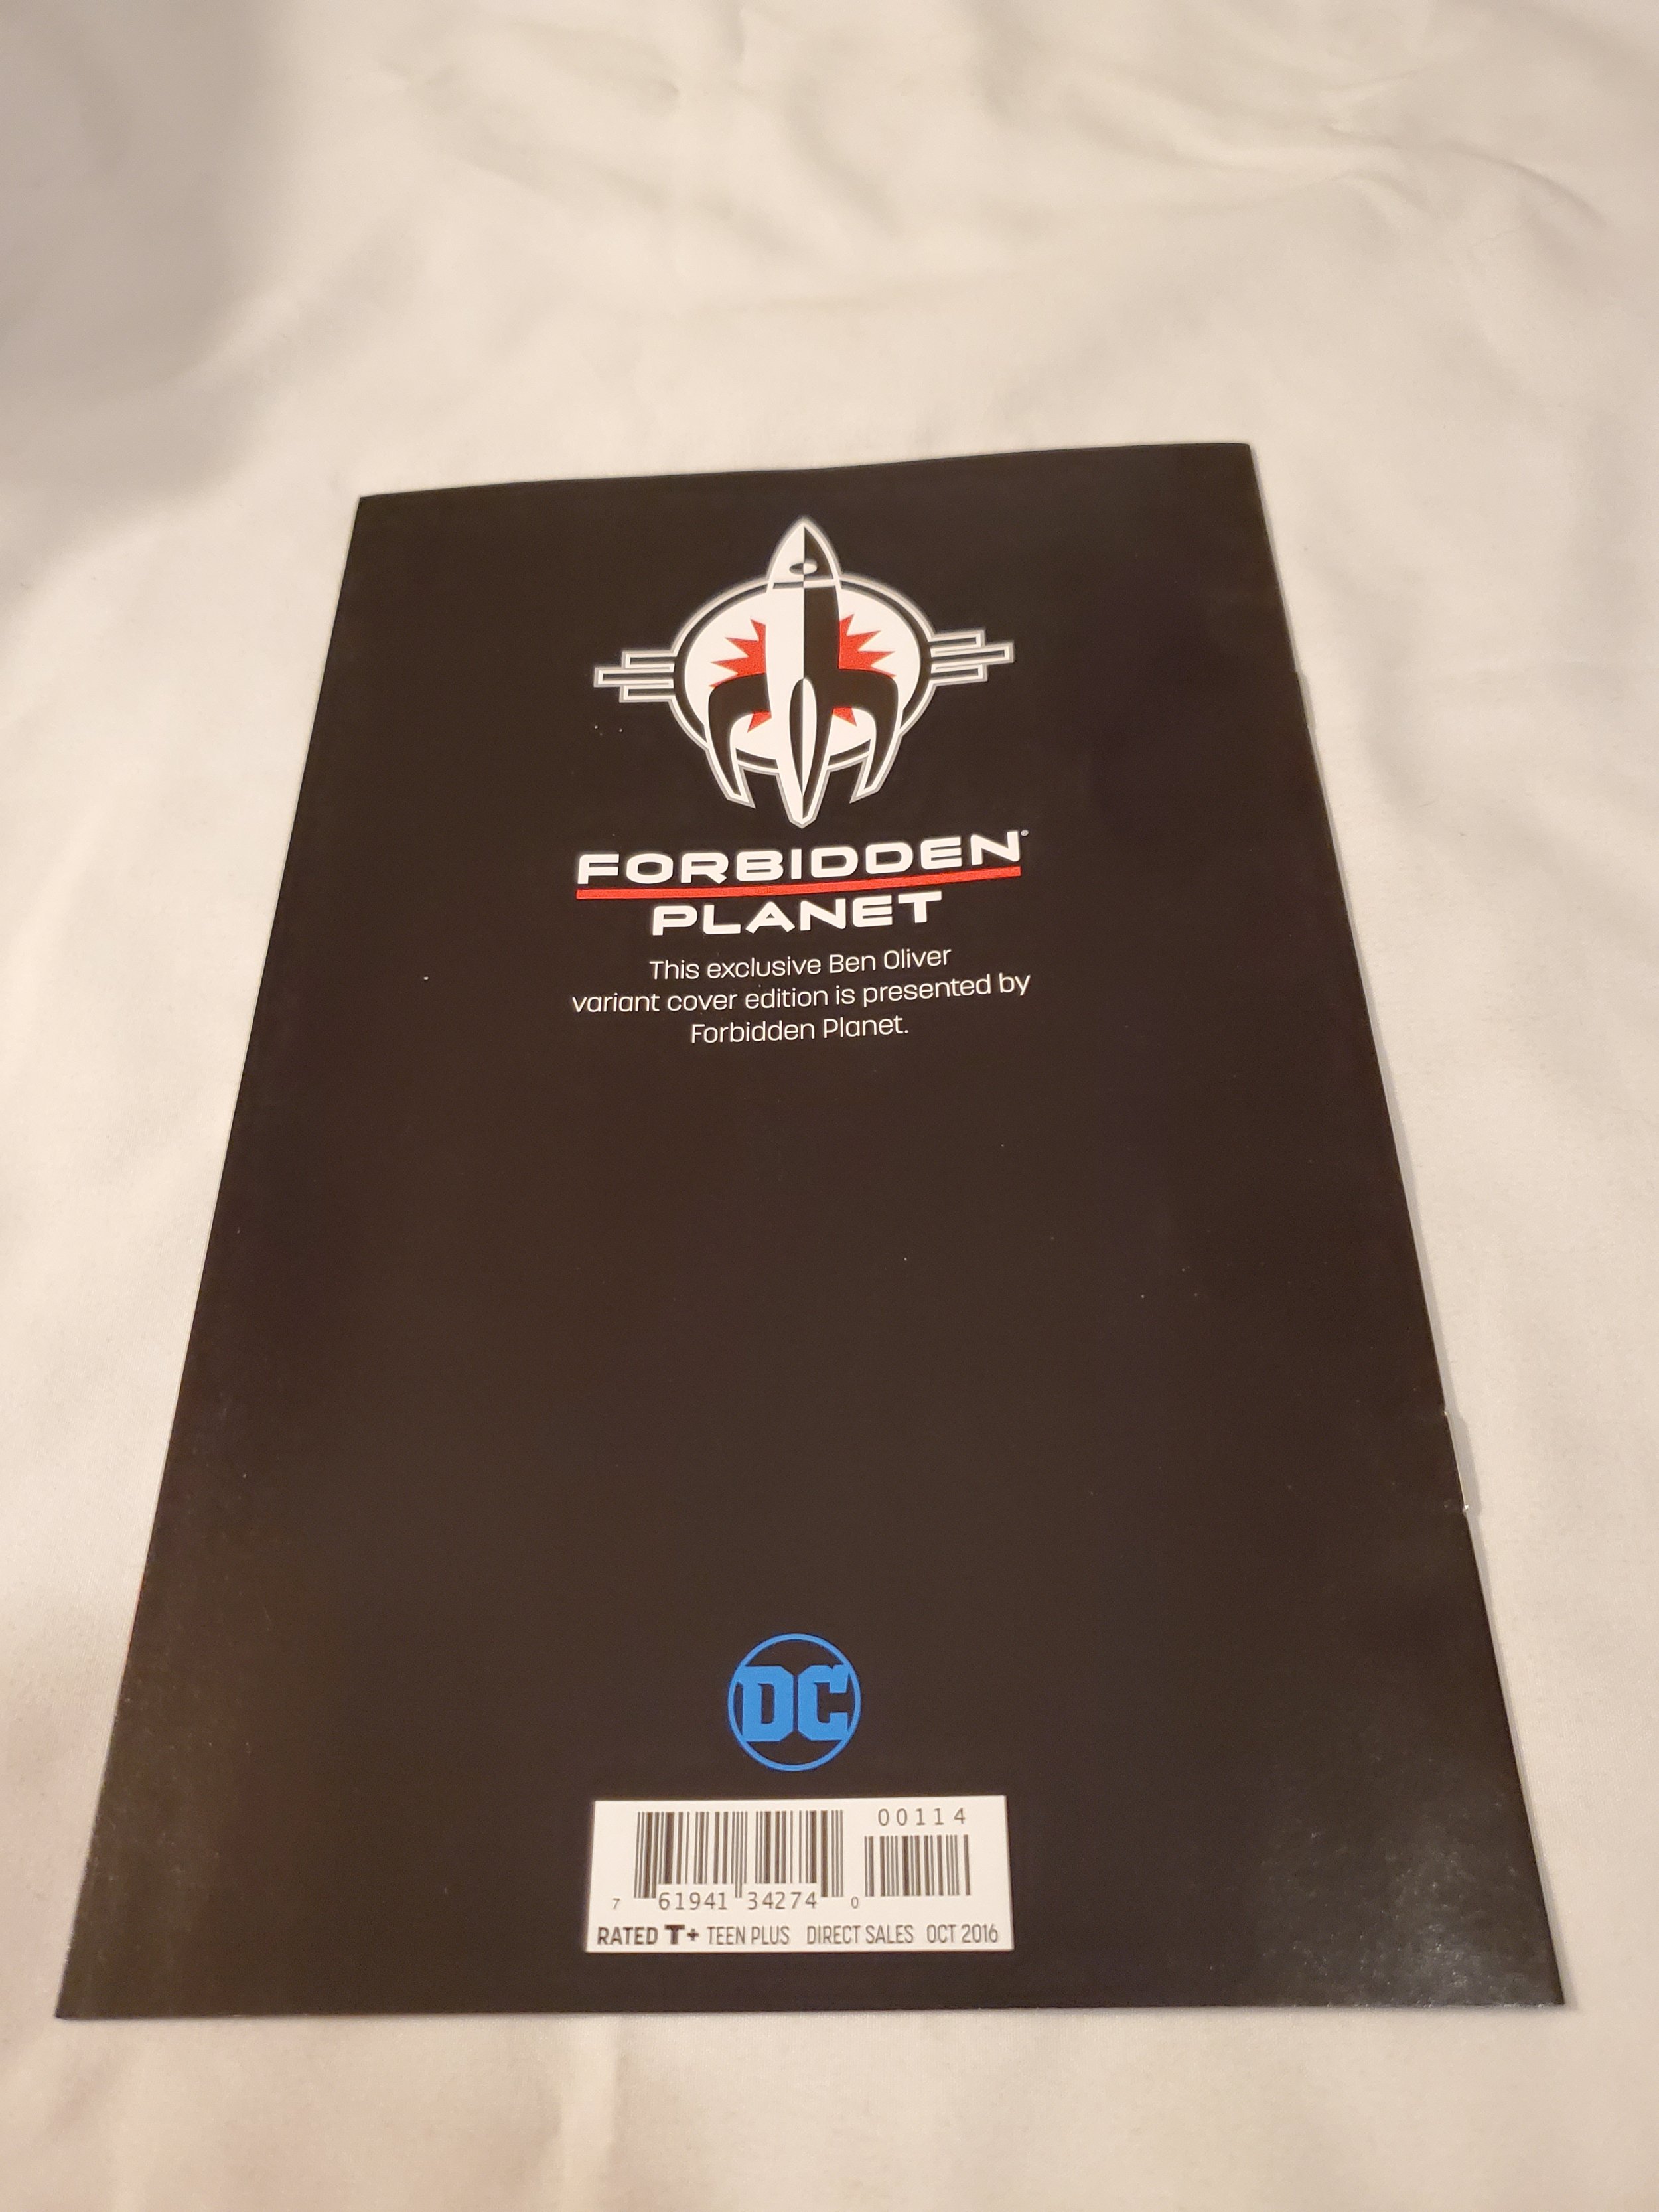 FORBIDDEN®
PLANET
This exclusive Ben Oliver
variant cover edition is presented by
Forbidden Planet.
DC
00114
7 61941 34274 0
RATED T+ TEEN PLUS DIRECT SALES OCT 2016